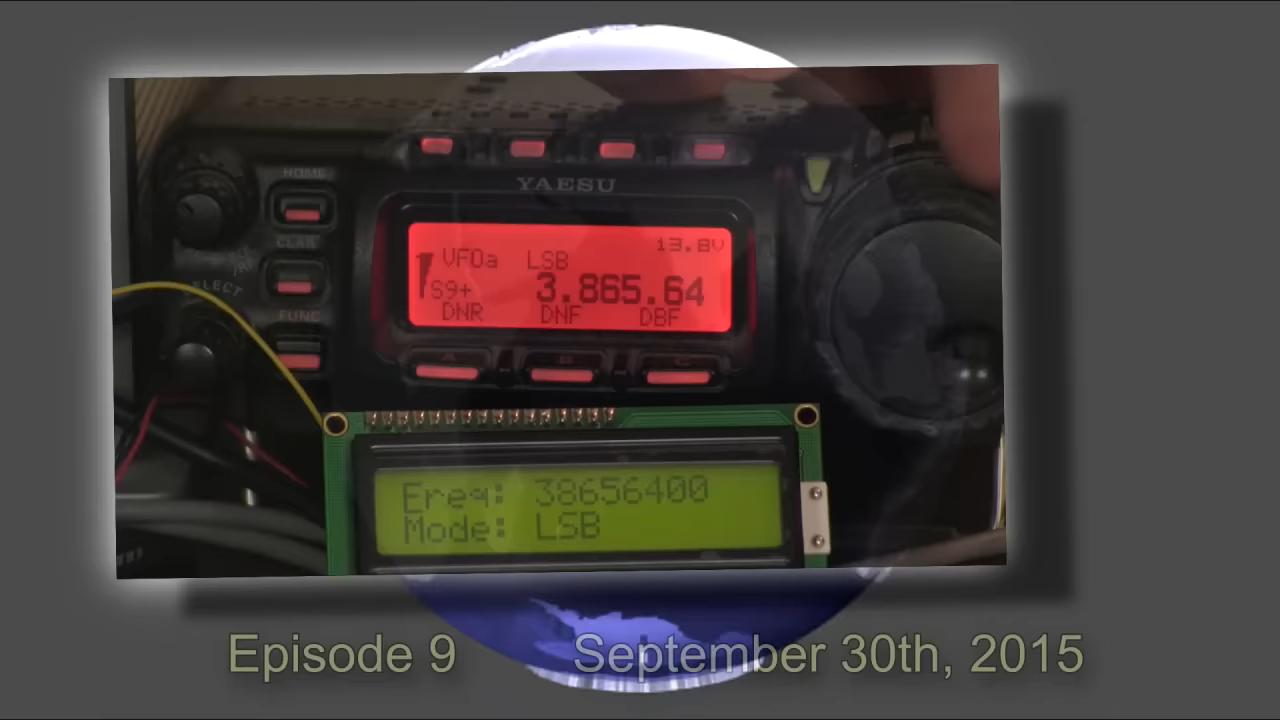 HOME
YAESU
CLAR
13.8V
VFOa LSB
S9+ 3.865.64
SELECT
DNR DNF DBF
FUNC
A B C
Freq: 38656400
Mode: LSB
Episode 9 September 30th, 2015